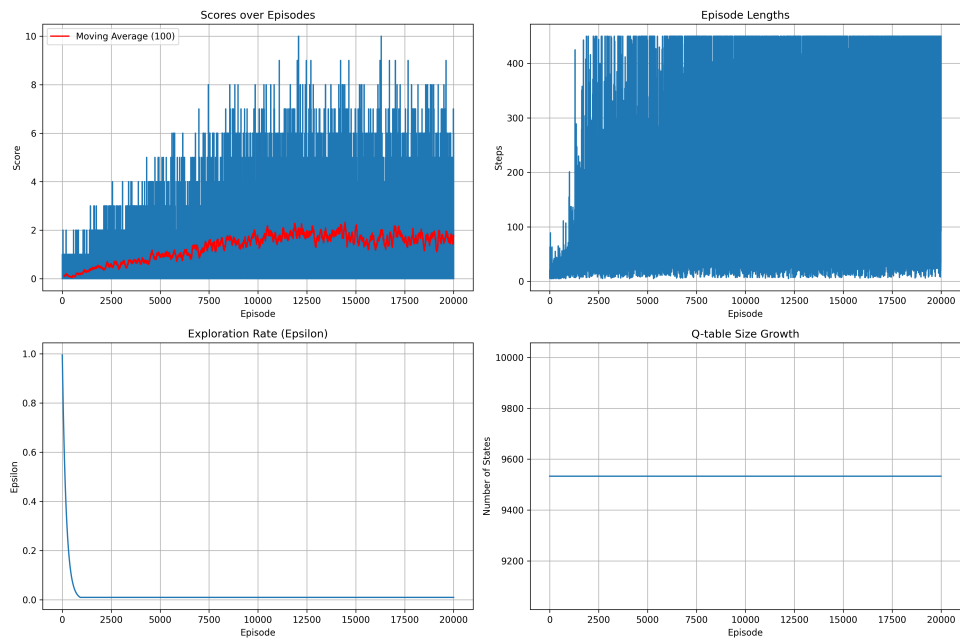 Scores over Episodes
Moving Average (100)
10
8
6
4
2
0
Score
0 2500 5000 7500 10000 12500 15000 17500 20000
Episode
Episode Lengths
400
300
200
100
0
Steps
0 2500 5000 7500 10000 12500 15000 17500 20000
Episode
Exploration Rate (Epsilon)
1.0
0.8
0.6
0.4
0.2
0.0
Epsilon
0 2500 5000 7500 10000 12500 15000 17500 20000
Episode
Q-table Size Growth
10000
9800
9600
9400
9200
Number of States
0 2500 5000 7500 10000 12500 15000 17500 20000
Episode